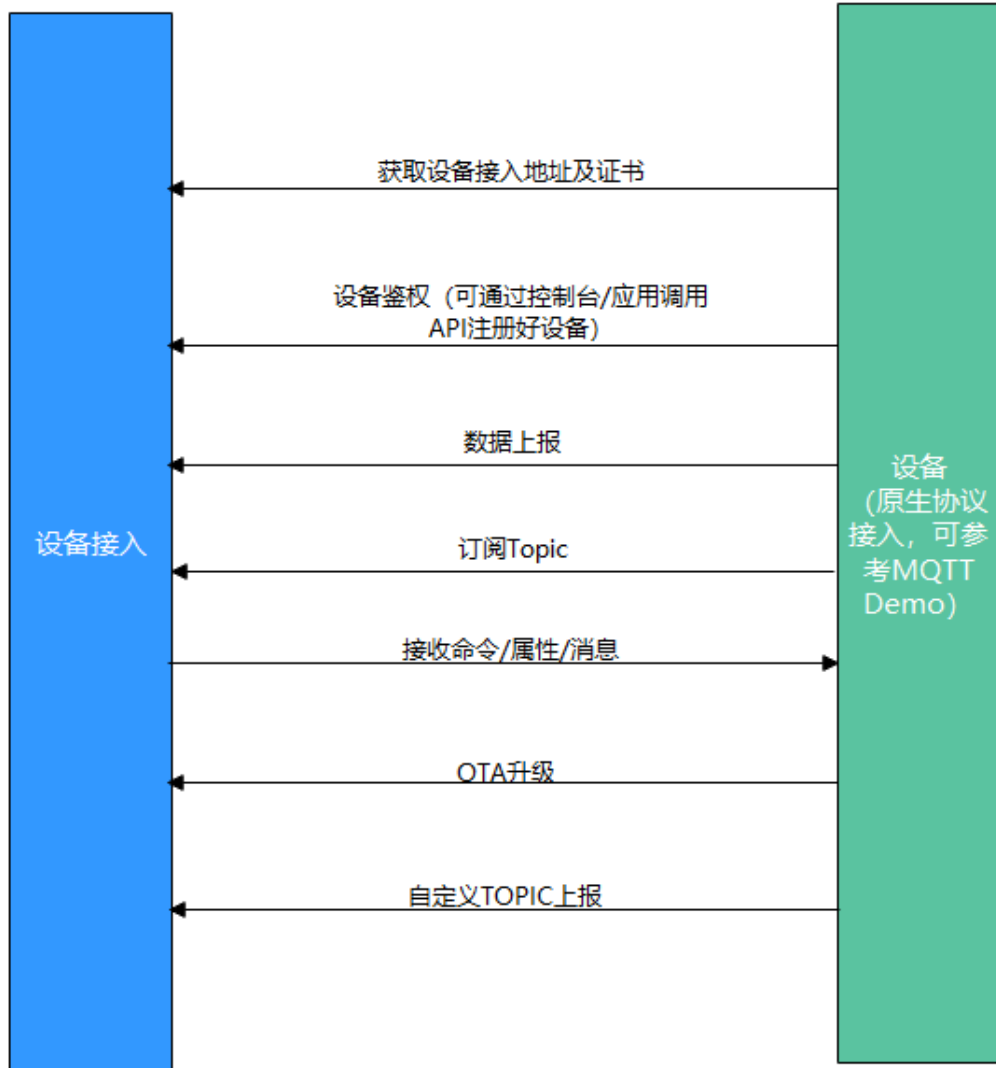 获取设备接入地址及证书
设备鉴权（可通过控制台/应用调用
API注册好设备）
数据上报
订阅Topic
接收命令/属性/消息
OTA升级
自定义TOPIC上报
设备接入
设备
（原生协议
接入，可参
考MQTT
Demo）